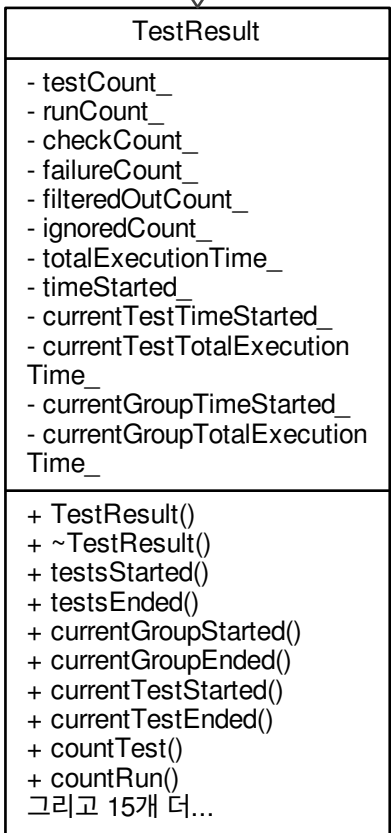 TestResult
- testCount_
- runCount_
- checkCount_
- failureCount_
- filteredOutCount_
- ignoredCount_
- totalExecutionTime_
- timeStarted_
- currentTestTimeStarted_
- currentTestTotalExecution
Time_
- currentGroupTimeStarted_
- currentGroupTotalExecution
Time_
+ TestResult()
+ ~TestResult()
+ testsStarted()
+ testsEnded()
+ currentGroupStarted()
+ currentGroupEnded()
+ currentTestStarted()
+ currentTestEnded()
+ countTest()
+ countRun()
그리고 15개 더...